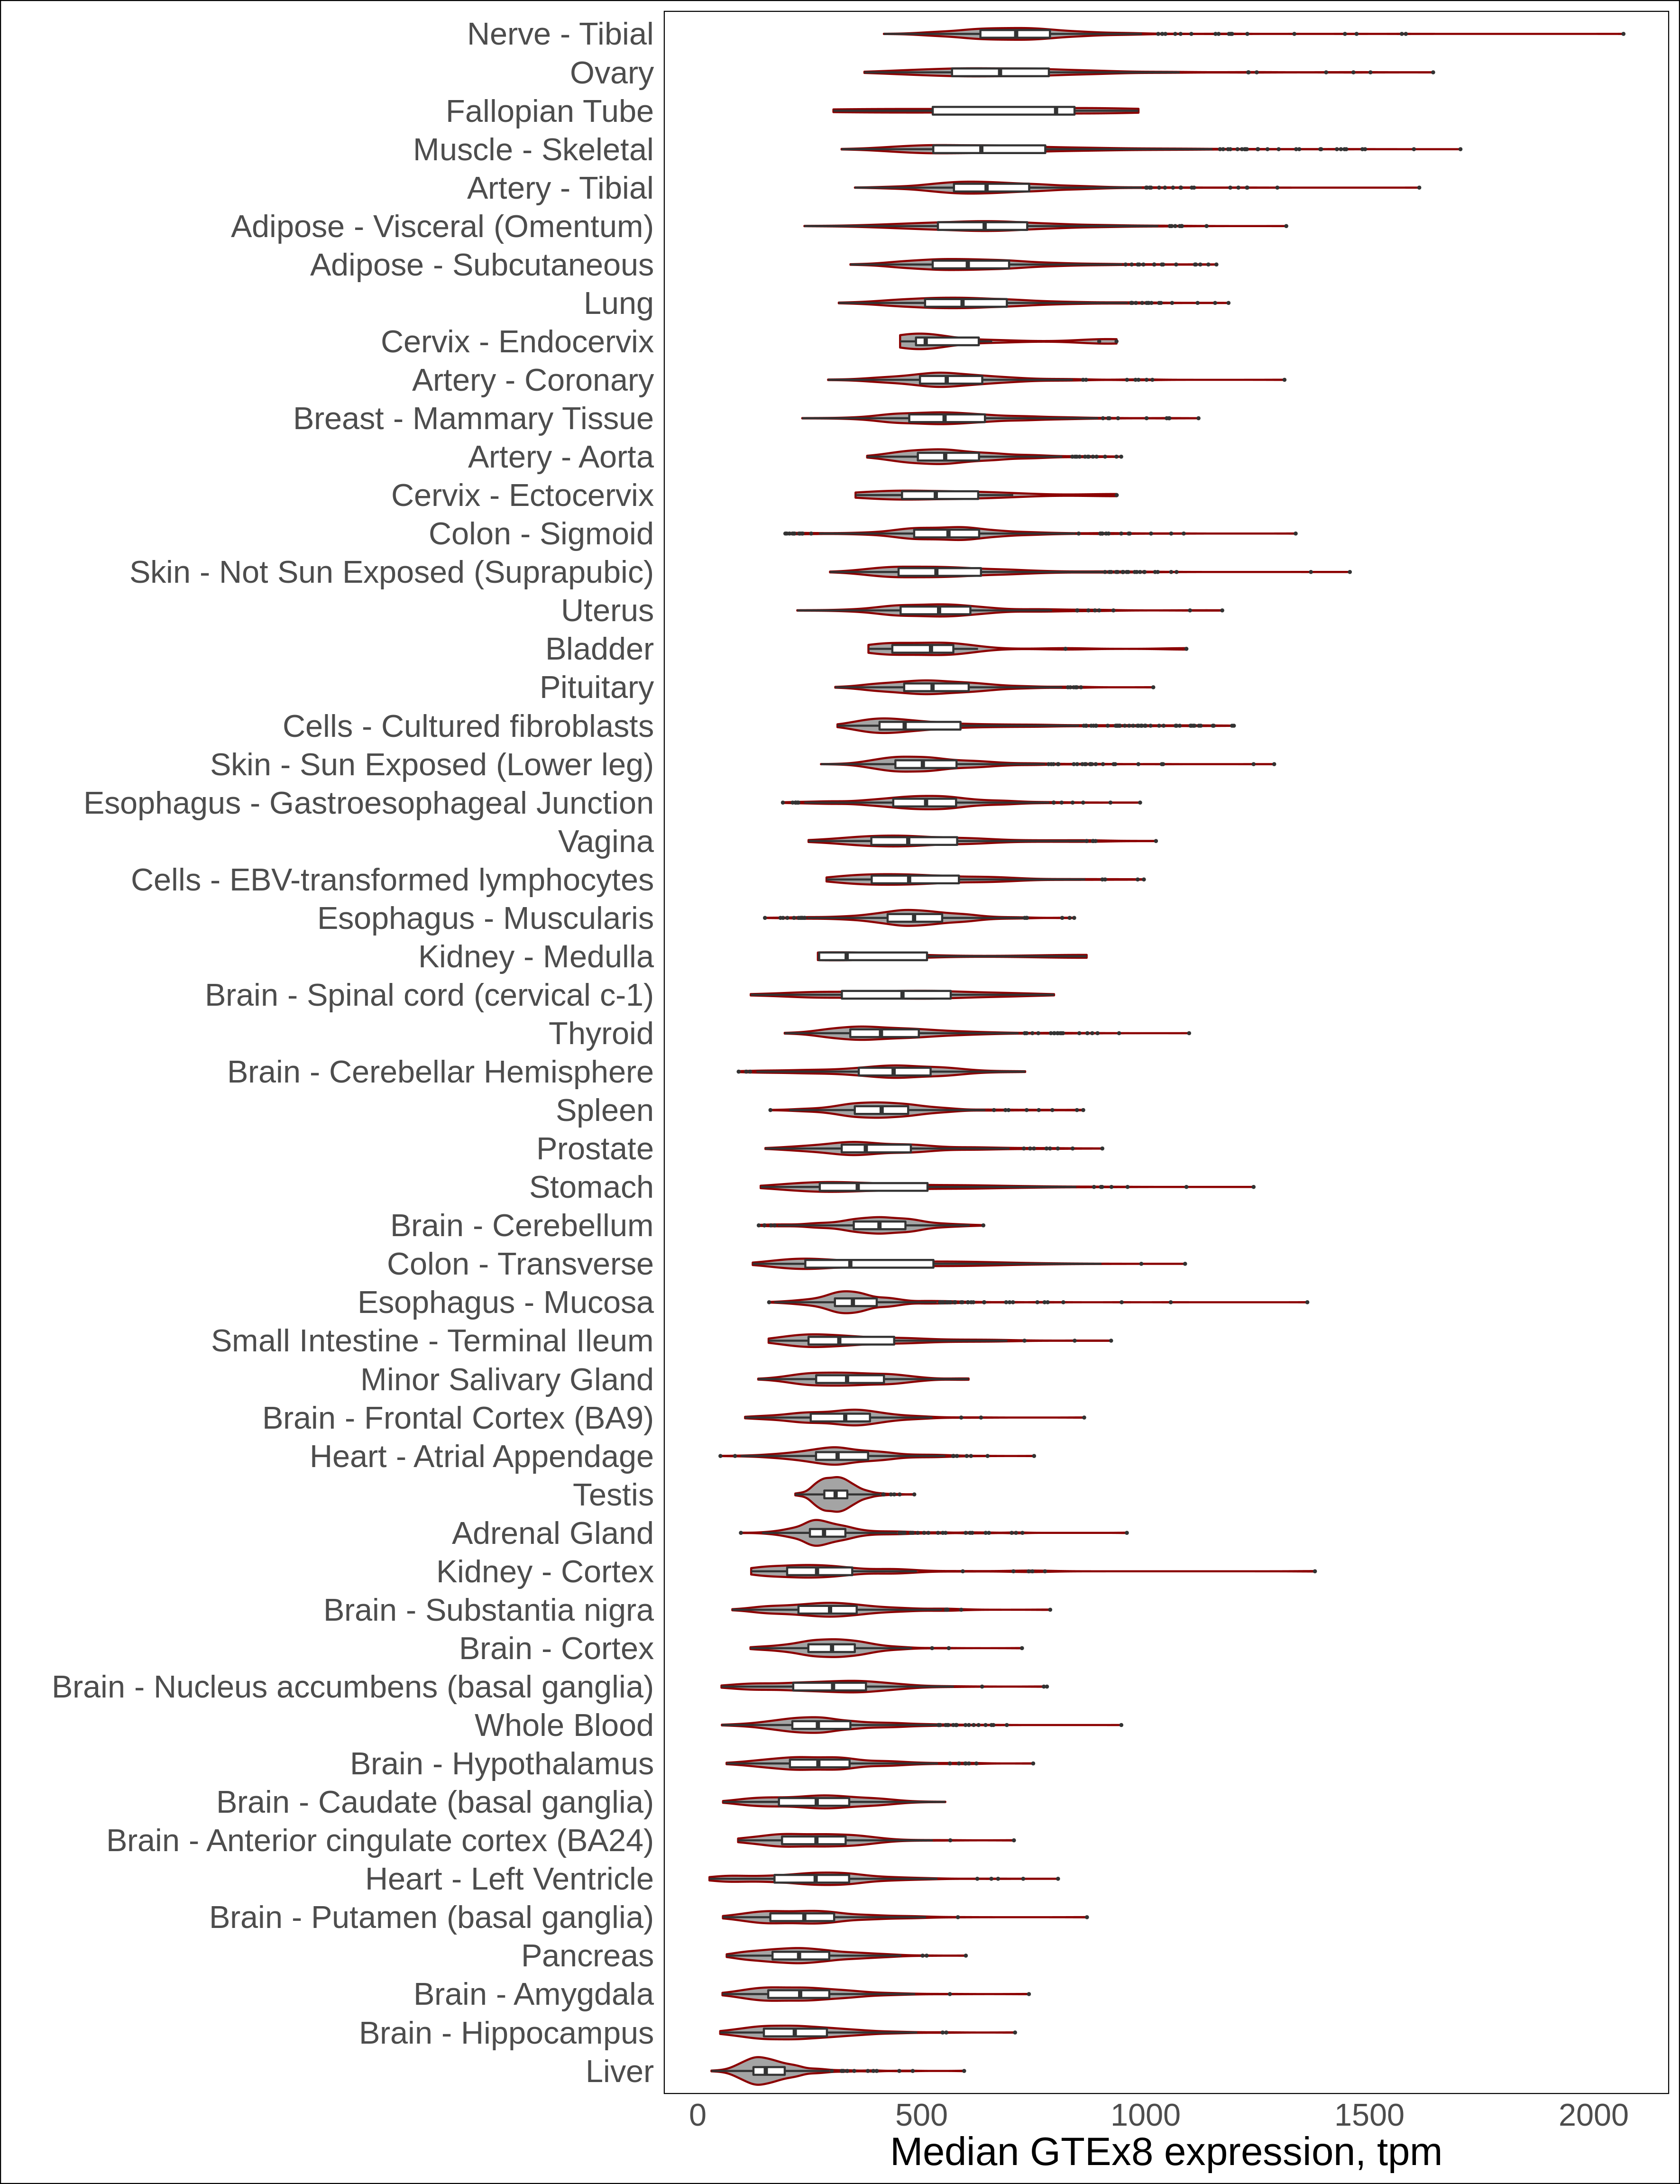 Nerve - Tibial
Ovary
Fallopian Tube
Muscle - Skeletal
Artery - Tibial
Adipose - Visceral (Omentum)
Adipose - Subcutaneous
Lung
Cervix - Endocervix
Artery - Coronary
Breast - Mammary Tissue
Artery - Aorta
Cervix - Ectocervix
Colon - Sigmoid
Skin - Not Sun Exposed (Suprapubic)
Uterus
Bladder
Pituitary
Cells - Cultured fibroblasts
Skin - Sun Exposed (Lower leg)
Esophagus - Gastroesophageal Junction
Vagina
Cells - EBV-transformed lymphocytes
Esophagus - Muscularis
Kidney - Medulla
Brain - Spinal cord (cervical c-1)
Thyroid
Brain - Cerebellar Hemisphere
Spleen
Prostate
Stomach
Brain - Cerebellum
Colon - Transverse
Esophagus - Mucosa
Small Intestine - Terminal Ileum
Minor Salivary Gland
Brain - Frontal Cortex (BA9)
Heart - Atrial Appendage
Testis
Adrenal Gland
Kidney - Cortex
Brain - Substantia nigra
Brain - Cortex
Brain - Nucleus accumbens (basal ganglia)
Whole Blood
Brain - Hypothalamus
Brain - Caudate (basal ganglia)
Brain - Anterior cingulate cortex (BA24)
Heart - Left Ventricle
Brain - Putamen (basal ganglia)
Pancreas
Brain - Amygdala
Brain - Hippocampus
Liver
0 500 1000 1500 2000
Median GTEx8 expression, tpm